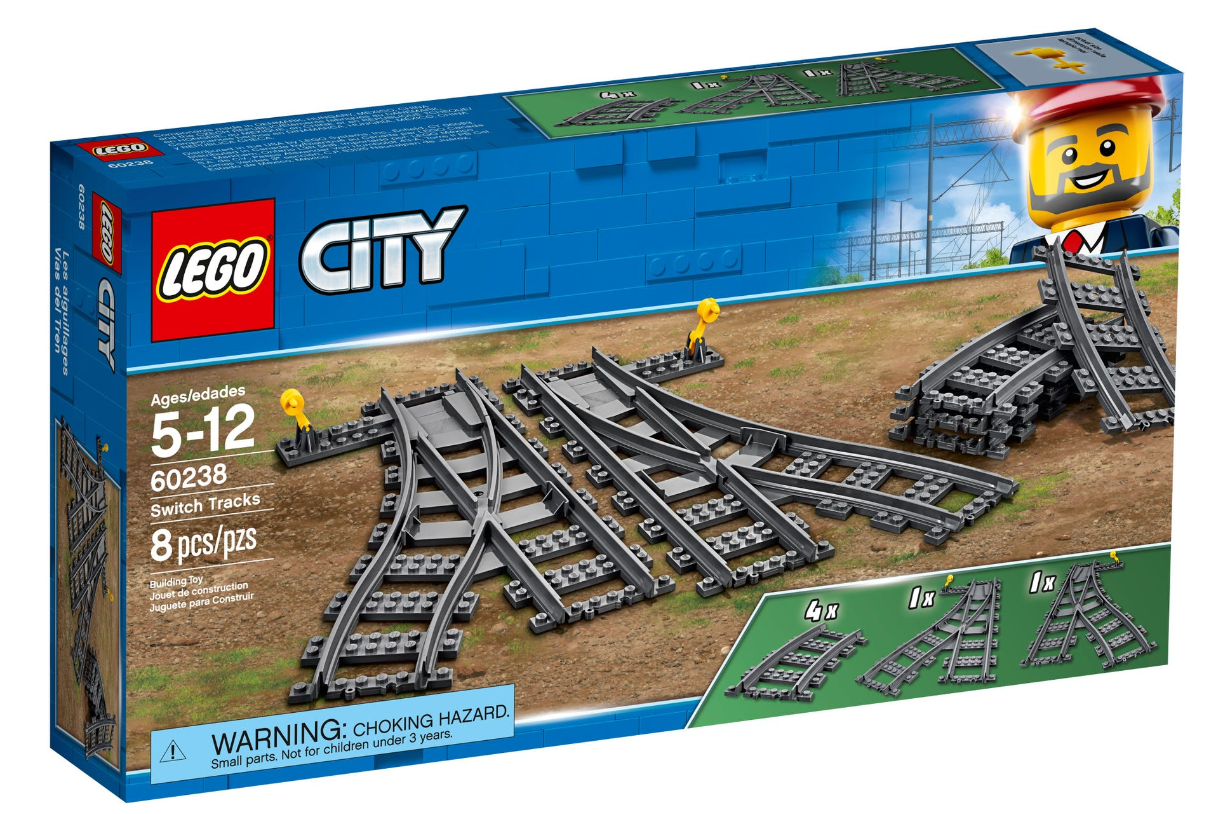 LEGO
60238
4x
1x
1x
60238
LEGO
CITY
Les aiguillages
Vías del Tren
LEGO
CITY
Ages/edades
5-12
60238
Switch Tracks
8 pcs/pzs
Building Toy
Jouet de construction
Juguete para Construir
4x
1x
1x
WARNING: CHOKING HAZARD.
Small parts. Not for children under 3 years.